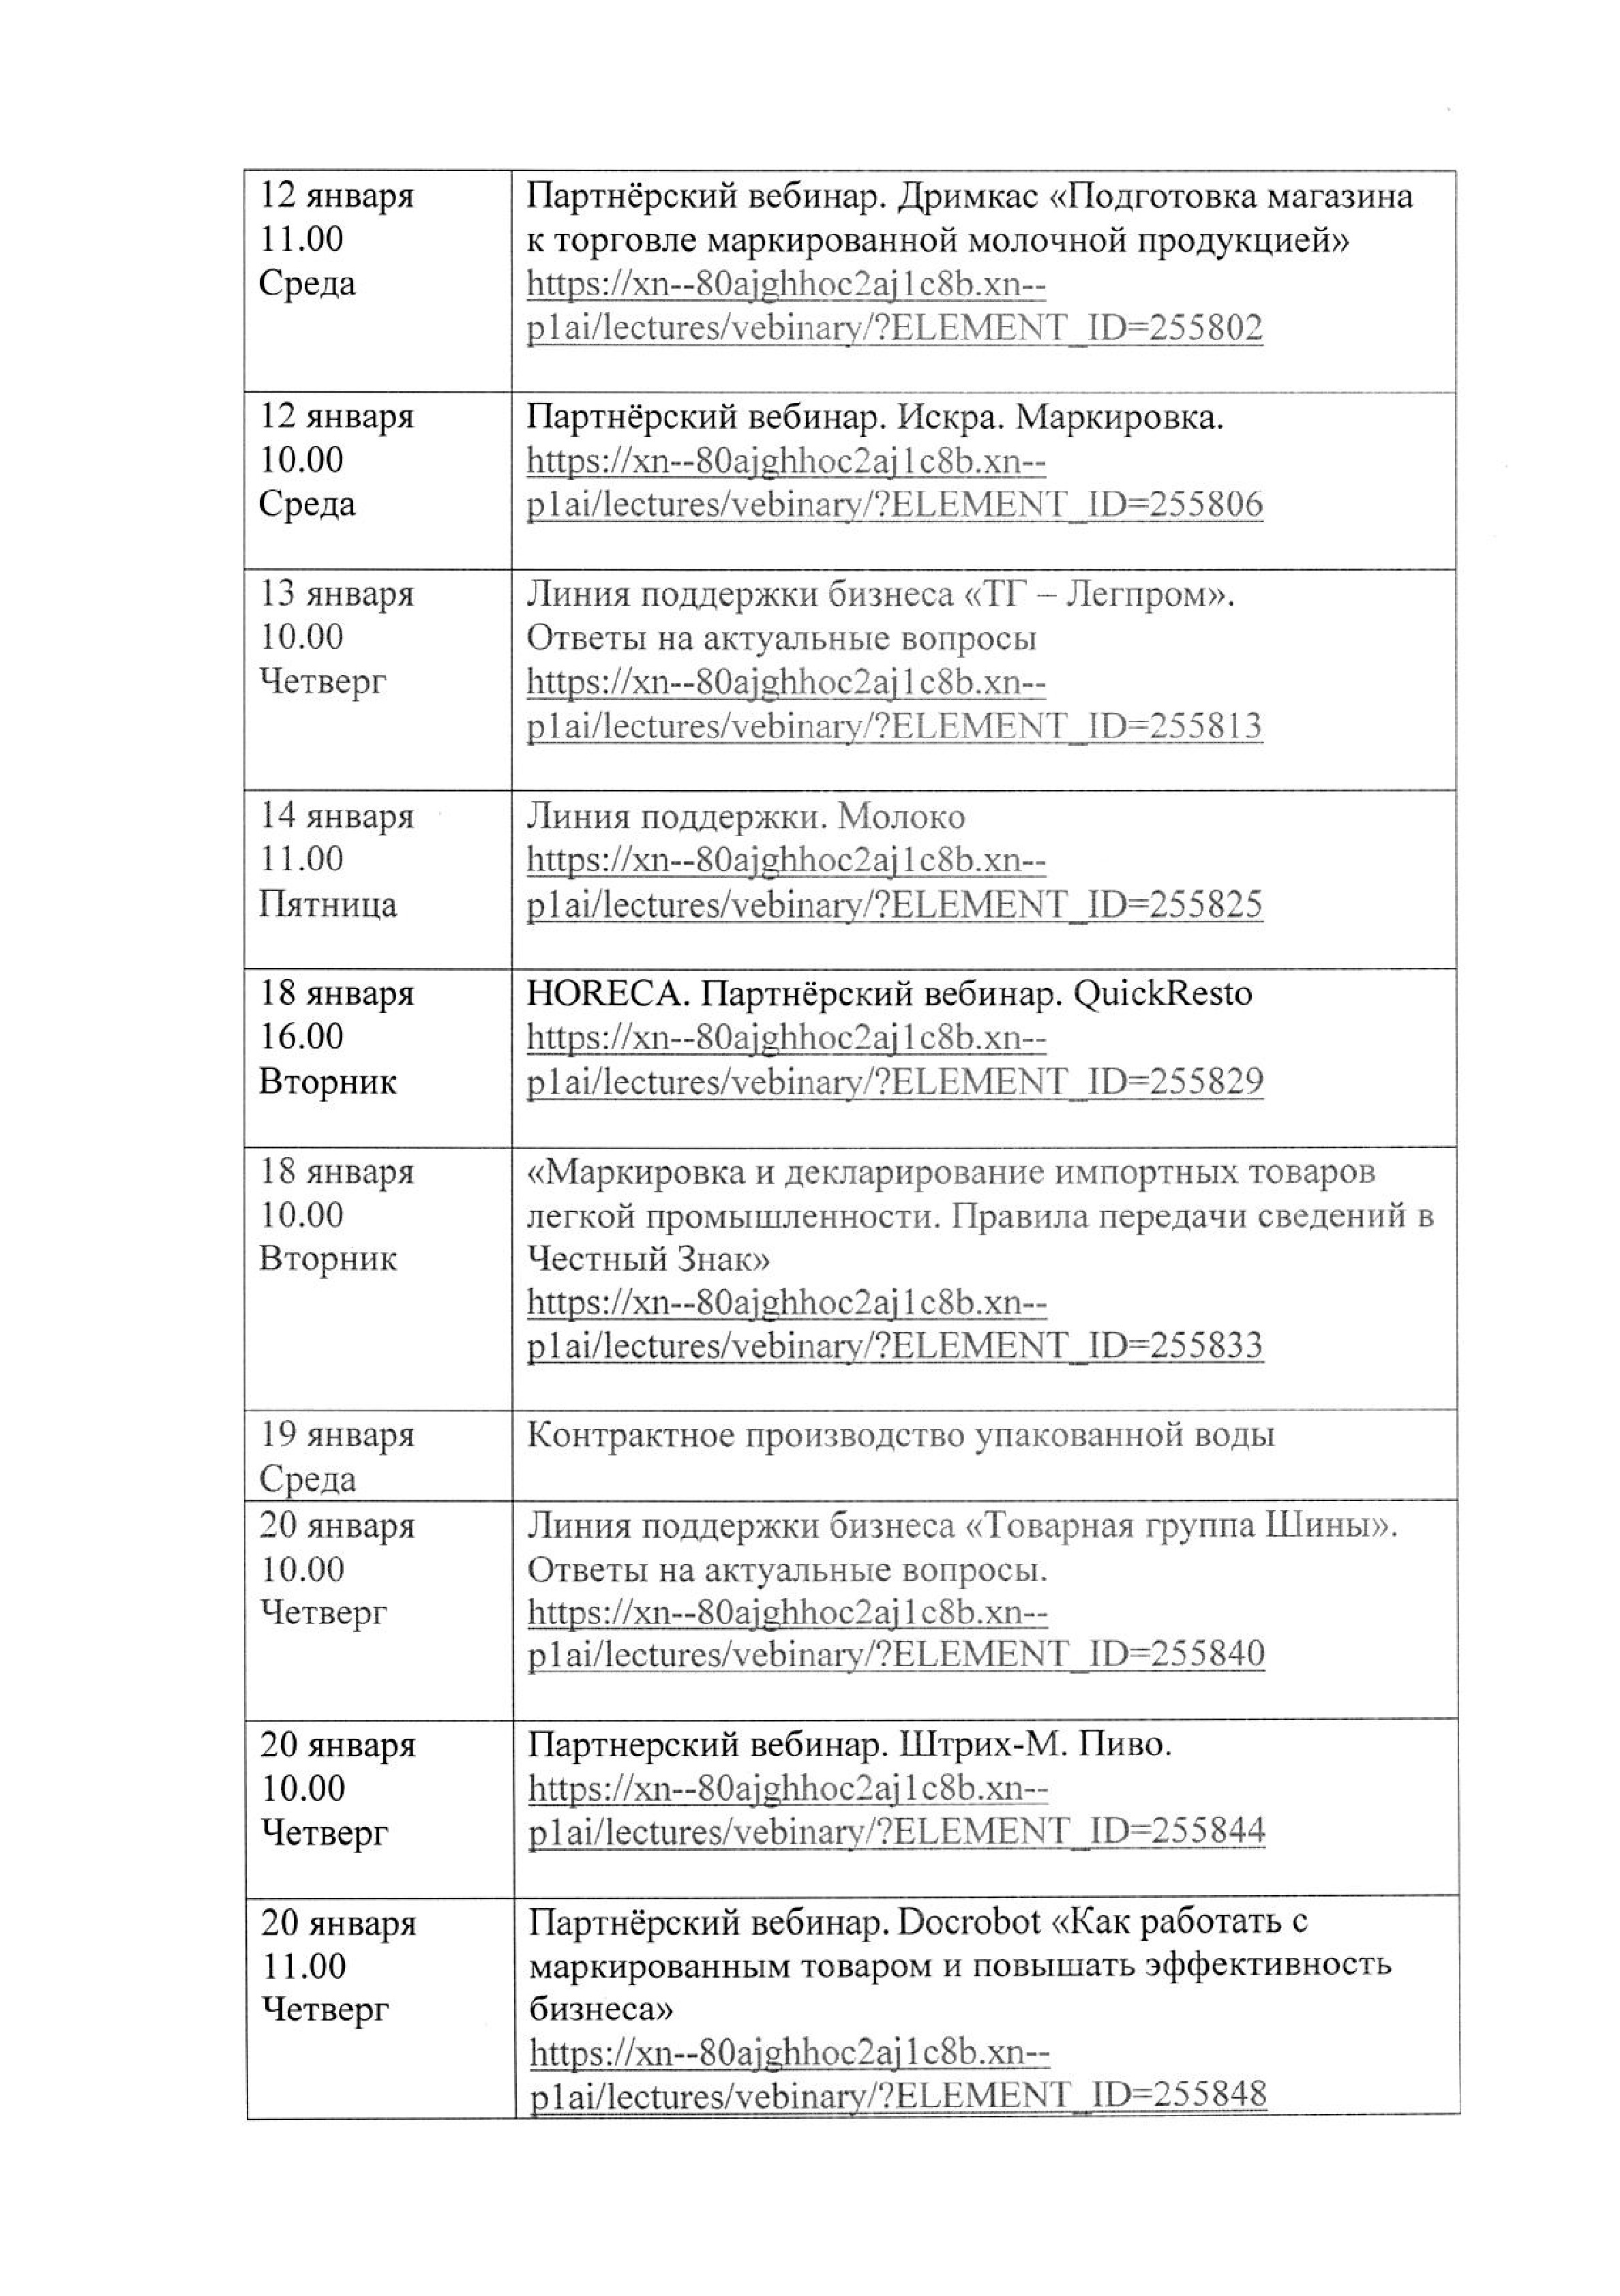 12 января
11.00
Среда
Партнёрский вебинар. Дримкас «Подготовка магазина
к торговле маркированной молочной продукцией»
https://xn--80ajghhoc2aj1c8b.xn--
p1ai/lectures/vebinary/?ELEMENT_ID=255802
12 января
10.00
Среда
Партнёрский вебинар. Искра. Маркировка.
https://xn--80ajghhoc2aj1c8b.xn--
p1ai/lectures/vebinary/?ELEMENT_ID=255806
13 января
10.00
Четверг
Линия поддержки бизнеса «ТГ – Легпром».
Ответы на актуальные вопросы
https://xn--80ajghhoc2aj1c8b.xn--
p1ai/lectures/vebinary/?ELEMENT_ID=255813
14 января
11.00
Пятница
Линия поддержки. Молоко
https://xn--80ajghhoc2aj1c8b.xn--
p1ai/lectures/vebinary/?ELEMENT_ID=255825
18 января
16.00
Вторник
HORECA. Партнёрский вебинар. QuickResto
https://xn--80ajghhoc2aj1c8b.xn--
p1ai/lectures/vebinary/?ELEMENT_ID=255829
18 января
10.00
Вторник
«Маркировка и декларирование импортных товаров
легкой промышленности. Правила передачи сведений в
Честный Знак»
https://xn--80ajghhoc2aj1c8b.xn--
p1ai/lectures/vebinary/?ELEMENT_ID=255833
19 января
Среда
Контрактное производство упакованной воды
20 января
10.00
Четверг
Линия поддержки бизнеса «Товарная группа Шины».
Ответы на актуальные вопросы.
https://xn--80ajghhoc2aj1c8b.xn--
p1ai/lectures/vebinary/?ELEMENT_ID=255840
20 января
10.00
Четверг
Партнерский вебинар. Штрих-М. Пиво.
https://xn--80ajghhoc2aj1c8b.xn--
p1ai/lectures/vebinary/?ELEMENT_ID=255844
20 января
11.00
Четверг
Партнёрский вебинар. Docrobot «Как работать с
маркированным товаром и повышать эффективность
бизнеса»
https://xn--80ajghhoc2aj1c8b.xn--
p1ai/lectures/vebinary/?ELEMENT_ID=255848